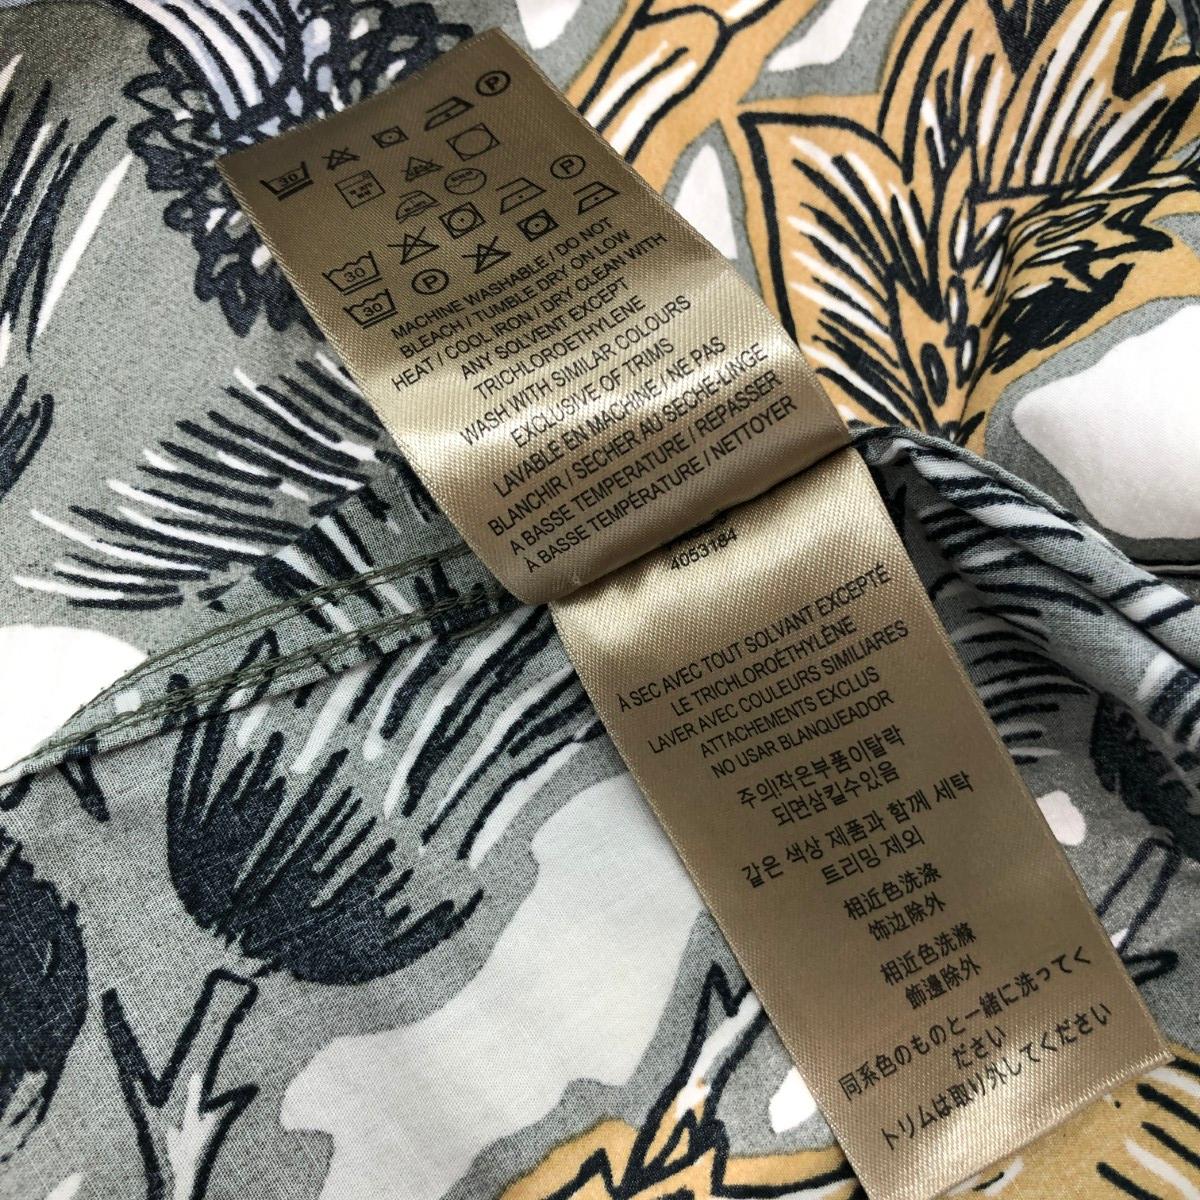 30
P
P
30
P
30
MACHINE WASHABLE / DO NOT
BLEACH / TUMBLE DRY ON LOW
HEAT / COOL IRON / DRY CLEAN WITH
ANY SOLVENT EXCEPT
TRICHLOROETHYLENE
WASH WITH SIMILAR COLOURS
EXCLUSIVE OF TRIMS
LAVABLE EN MACHINE / NE PAS
BLANCHIR / SÉCHER AU SÈCHE-LINGE
A BASSE TEMPERATURE / REPASSER
À BASSE TEMPÉRATURE / NETTOYER
4053184
À SEC AVEC TOUT SOLVANT EXCEPTÉ
LE TRICHLOROÉTHYLÈNE
LAVER AVEC COULEURS SIMILIARES
ATTACHEMENTS EXCLUS
NO USAR BLANQUEADOR
주의!작은부품이탈락
되면삼킬수있음
같은 색상 제품과 함께 세탁
트리밍 제외
相近色洗涤
饰边除外
相近色洗滌
飾邊除外
同系色のものと一緒に洗ってく
ださい
トリムは取り外してください